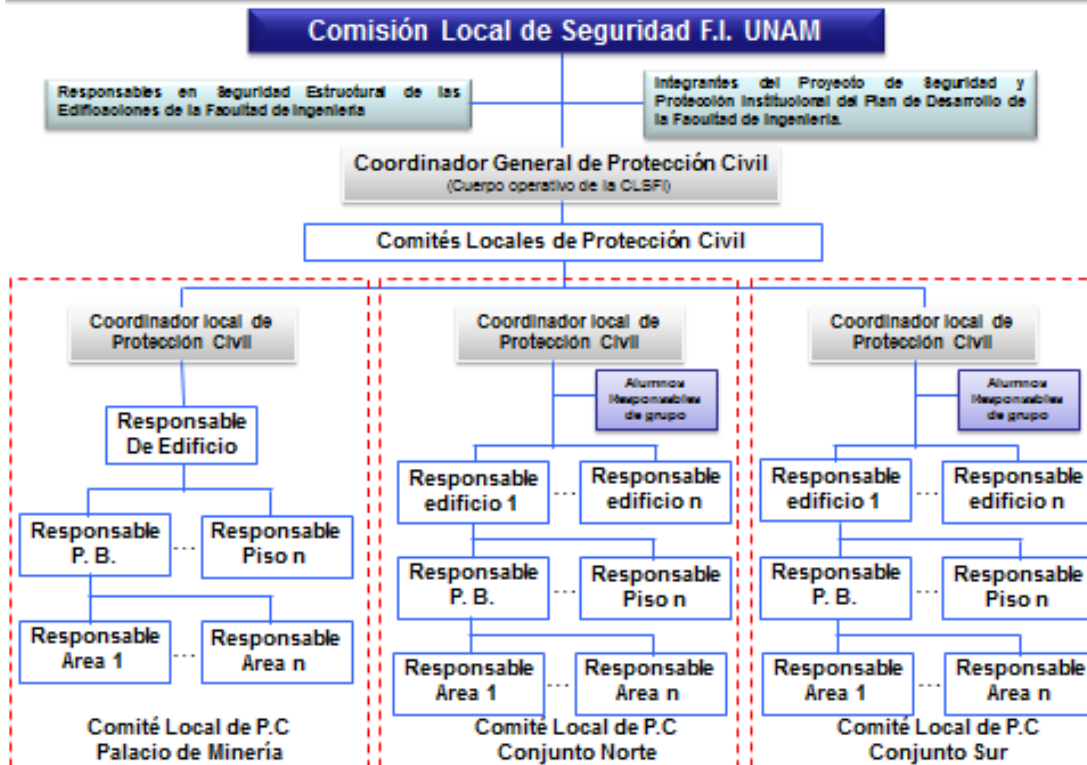 Comisión Local de Seguridad F.I. UNAM
Responsables en Seguridad Estructural de las
Edificaciones de la Facultad de Ingeniería
Integrantes del Proyecto de Seguridad y
Protección Institucional del Plan de Desarrollo de
la Facultad de Ingeniería.
Coordinador General de Protección Civil
(Cuerpo operativo de la CLSFI)
Comités Locales de Protección Civil
Coordinador local de
Protección Civil
Responsable
De Edificio
Responsable
P. B.
...
Responsable
Piso n
Responsable
Area 1
...
Responsable
Area n
Comité Local de P.C
Palacio de Minería
Coordinador local de
Protección Civil
Alumnos
Responsables
de grupo
Responsable
edificio 1
...
Responsable
edificio n
Responsable
P. B.
...
Responsable
Piso n
Responsable
Area 1
...
Responsable
Area n
Comité Local de P.C
Conjunto Norte
Coordinador local de
Protección Civil
Alumnos
Responsables
de grupo
Responsable
edificio 1
...
Responsable
edificio n
Responsable
P. B.
...
Responsable
Piso n
Responsable
Area 1
...
Responsable
Area n
Comité Local de P.C
Conjunto Sur